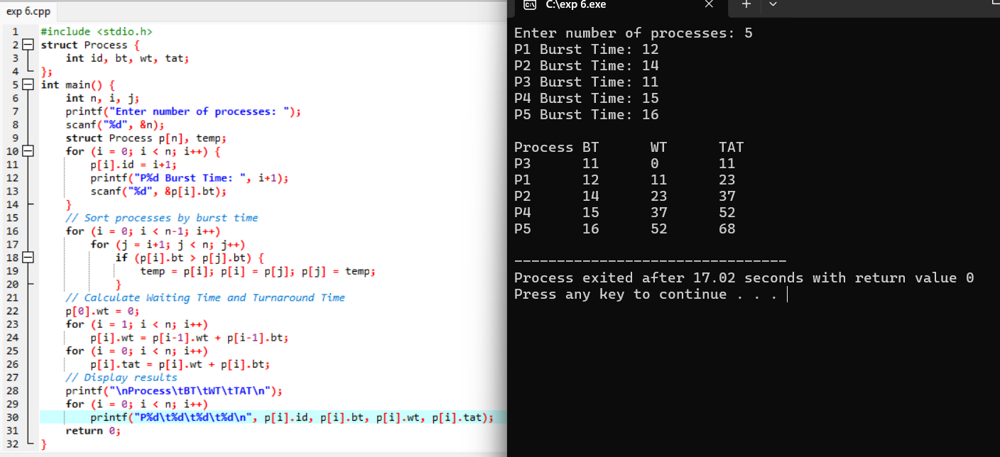 exp 6.cpp
1 #include <stdio.h>
2 struct Process {
3     int id, bt, wt, tat;
4 };
5 int main() {
6     int n, i, j;
7     printf("Enter number of processes: ");
8     scanf("%d", &n);
9     struct Process p[n], temp;
10     for (i = 0; i < n; i++) {
11         p[i].id = i+1;
12         printf("P%d Burst Time: ", i+1);
13         scanf("%d", &p[i].bt);
14     }
15     // Sort processes by burst time
16     for (i = 0; i < n-1; i++)
17         for (j = i+1; j < n; j++)
18             if (p[i].bt > p[j].bt) {
19                 temp = p[i]; p[i] = p[j]; p[j] = temp;
20             }
21     // Calculate Waiting Time and Turnaround Time
22     p[0].wt = 0;
23     for (i = 1; i < n; i++)
24         p[i].wt = p[i-1].wt + p[i-1].bt;
25     for (i = 0; i < n; i++)
26         p[i].tat = p[i].wt + p[i].bt;
27     // Display results
28     printf("\nProcess\tBT\tWT\tTAT\n");
29     for (i = 0; i < n; i++)
30         printf("P%d\t%d\t%d\t%d\n", p[i].id, p[i].bt, p[i].wt, p[i].tat);
31     return 0;
32 }
C:\exp 6.exe
Enter number of processes: 5
P1 Burst Time: 12
P2 Burst Time: 14
P3 Burst Time: 11
P4 Burst Time: 15
P5 Burst Time: 16
Process BT      WT      TAT
P3      11      0       11
P1      12      11      23
P2      14      23      37
P4      15      37      52
P5      16      52      68
--------------------------------
Process exited after 17.02 seconds with return value 0
Press any key to continue . . .